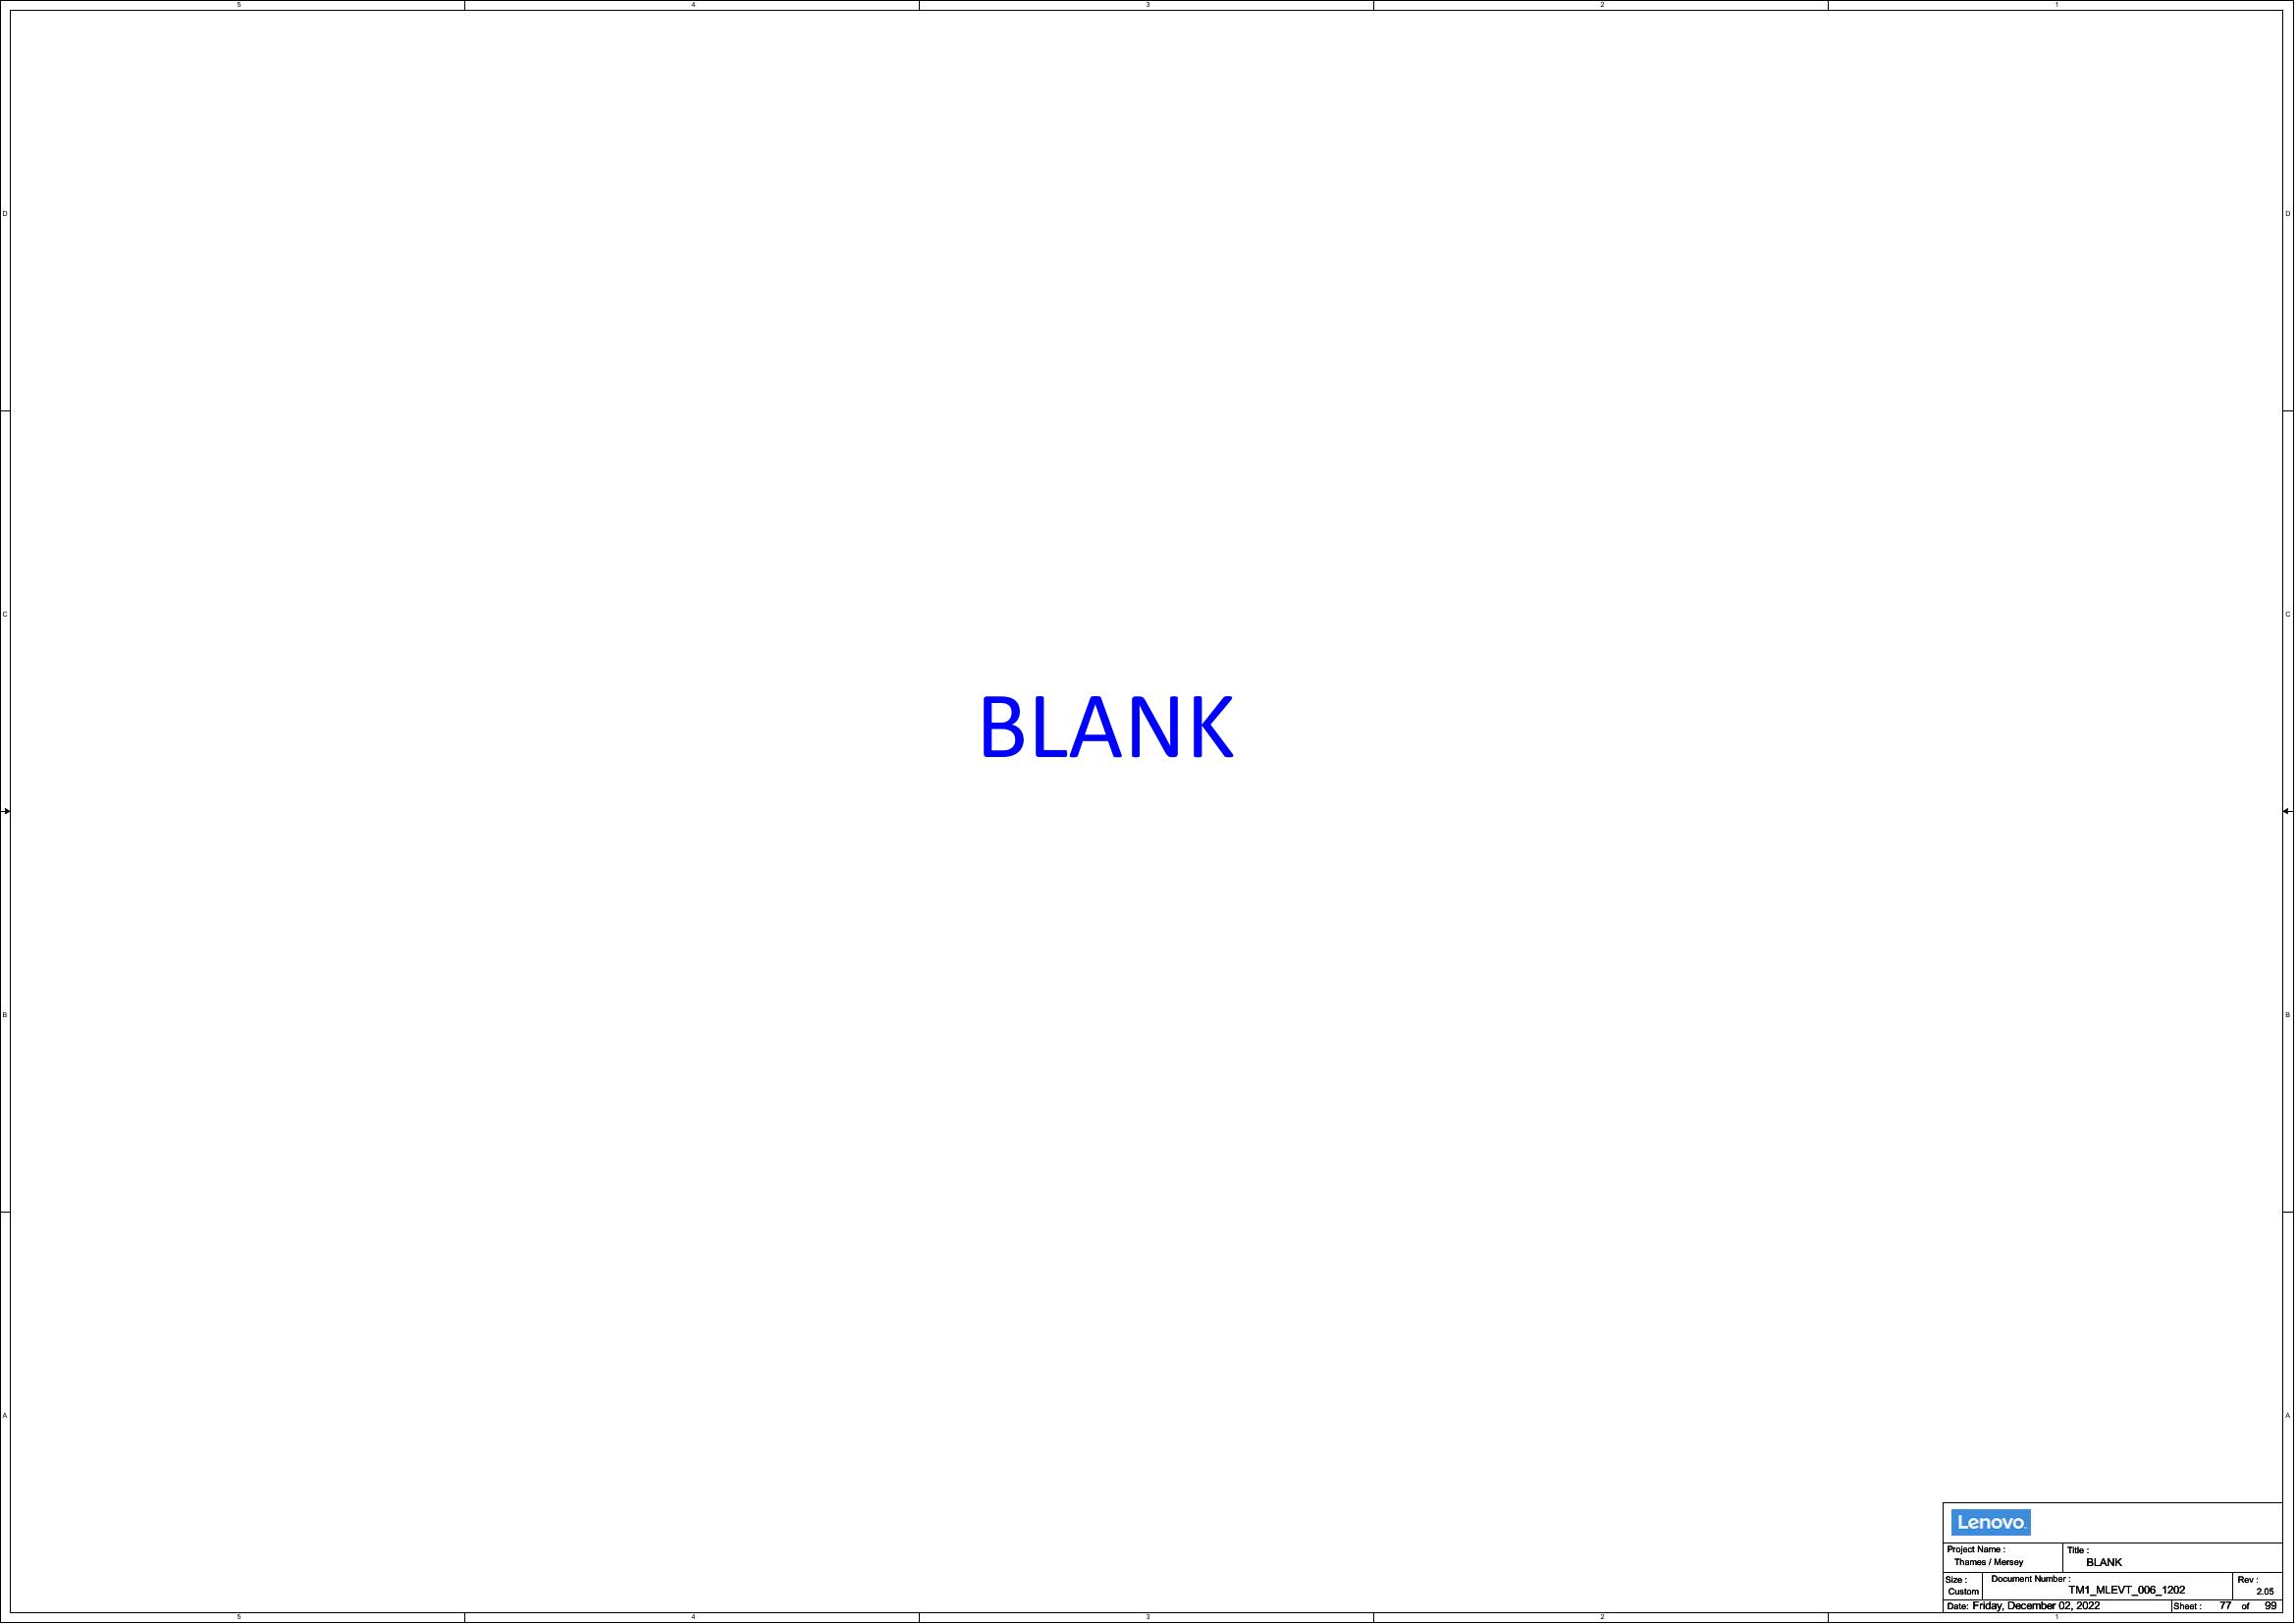 5 4 3 2 1
D D
C C
BLANK
B B
A A
Lenovo
Project Name : Title :
Thames / Mersey BLANK
Size : Document Number : Rev :
Custom TM1_MLEVT_006_1202 2.05
Date: Friday, December 02, 2022 Sheet : 77 of 99
5 4 3 2 1